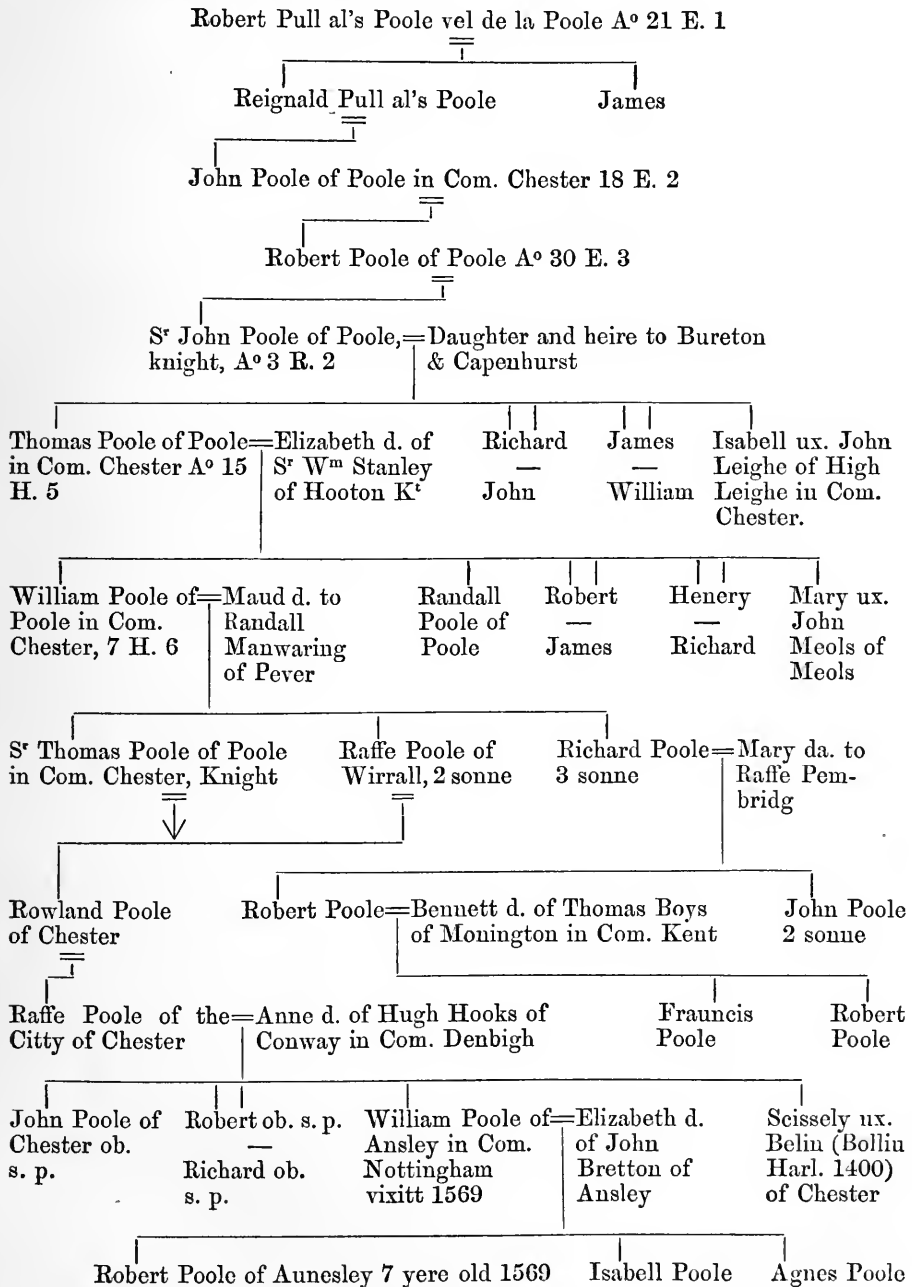 Robert Pull al's Poole vel de la Poole Aº 21 E. 1
Reignald Pull al's Poole
James
John Poole of Poole in Com. Chester 18 E. 2
Robert Poole of Poole Aº 30 E. 3
Sʳ John Poole of Poole,=Daughter and heire to Bureton
knight, Aº 3 R. 2
& Capenhurst
Thomas Poole of Poole=
in Com. Chester Aº 15
H. 5
Elizabeth d. of
Sʳ Wᵐ Stanley
of Hooton Kᵗ
Richard
—
John
James
—
William
Isabell ux. John
Leighe of High
Leighe in Com.
Chester.
William Poole of=
Poole in Com.
Chester, 7 H. 6
Maud d. to
Randall
Manwaring
of Pever
Randall
Poole of
Poole
Robert
—
James
Henery
—
Richard
Mary ux.
John
Meols of
Meols
Sʳ Thomas Poole of Poole
in Com. Chester, Knight
Raffe Poole of
Wirrall, 2 sonne
Richard Poole=
3 sonne
Mary da. to
Raffe Pem-
bridg
Rowland Poole
of Chester
Robert Poole=Bennett d. of Thomas Boys
of Monington in Com. Kent
John Poole
2 sonne
Raffe Poole of the=
Citty of Chester
Anne d. of Hugh Hooks of
Conway in Com. Denbigh
Frauncis
Poole
Robert
Poole
John Poole of
Chester ob.
s. p.
Robert ob. s. p.
—
Richard ob.
s. p.
William Poole of=
Ansley in Com.
Nottingham
vixitt 1569
Elizabeth d.
of John
Bretton of
Ansley
Scissely ux.
Belin (Bollin
Harl. 1400)
of Chester
Robert Poole of Aunesley 7 yere old 1569
Isabell Poole
Agnes Poole